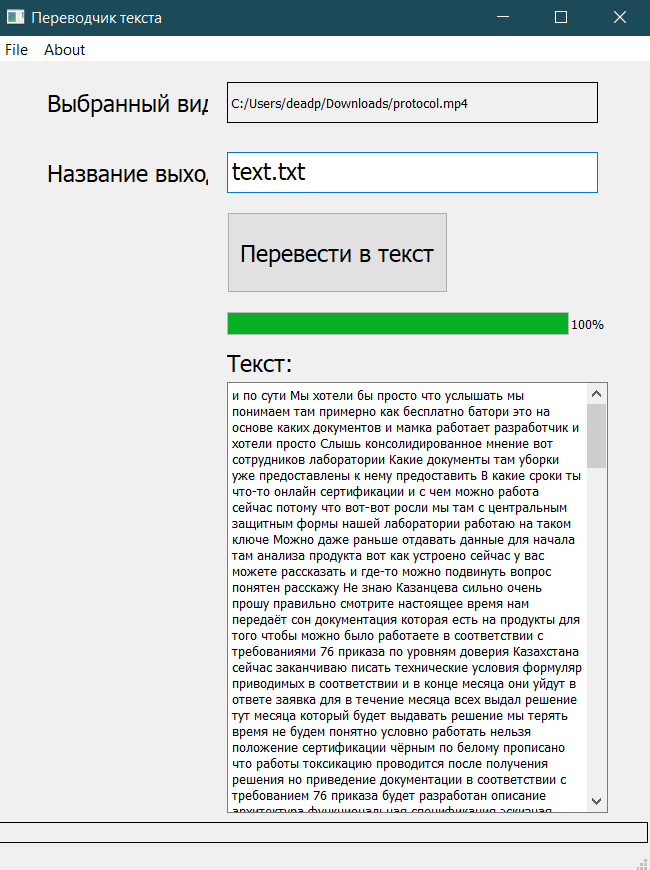 Переводчик текста
File About
Выбранный вид
C:/Users/deadp/Downloads/protocol.mp4
Название выход
text.txt
Перевести в текст
100%
Текст:
и по сути Мы хотели бы просто что услышать мы
понимаем там примерно как бесплатно батори это на
основе каких документов и мамка работает разработчик и
хотели просто Слышь консолидированное мнение вот
сотрудников лаборатории Какие документы там уборки
уже предоставлены к нему предоставить В какие сроки ты
что-то онлайн сертификации и с чем можно работа
сейчас потому что вот-вот росли мы там с центральным
защитным формы нашей лаборатории работаю на таком
ключе Можно даже раньше отдавать данные для начала
там анализа продукта вот как устроено сейчас у вас
можете рассказать и где-то можно подвинуть вопрос
понятен расскажу Не знаю Казанцева сильно очень
прошу правильно смотрите настоящее время нам
передаёт сон документация которая есть на продукты для
того чтобы можно было работаете в соответствии с
требованиями 76 приказа по уровням доверия Казахстана
сейчас заканчиваю писать технические условия формуляр
приводимых в соответствии и в конце месяца они уйдут в
ответе заявка для в течение месяца всех выдал решение
тут месяца который будет выдавать решение мы терять
время не будем понятно условно работать нельзя
положение сертификации чёрным по белому прописано
что работы токсикацию проводится после получения
решения но приведение документации в соответствии с
требованием 76 приказа будет разработан описание
архитектура функциональная спецификация эскизная